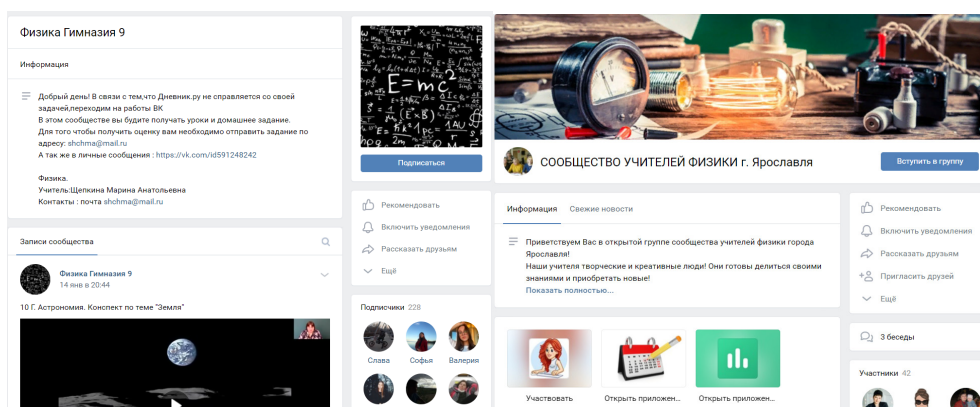 Физика Гимназия 9
Информация
Добрый день! В связи с тем,что Дневник.ру не справляется со своей
задачей,переходим на работы ВК
В этом сообществе вы будите получать уроки и домашнее задание.
Для того чтобы получить оценку вам необходимо отправить задание по
адресу: shchma@mail.ru
А так же в личные сообщения : https://vk.com/id591248242
Физика.
Учитель:Щепкина Марина Анатольевна
Контакты : почта shchma@mail.ru
Записи сообщества
Физика Гимназия 9
14 янв в 20:44
10 Г. Астрономия. Конспект по теме "Земля"
E=mc²
Подписаться
Рекомендовать
Включить уведомления
Рассказать друзьям
Ещё
Подписчики 228
Слава
Софья
Валерия
СООБЩЕСТВО УЧИТЕЛЕЙ ФИЗИКИ г. Ярославля
Вступить в группу
Информация
Свежие новости
Приветствуем Вас в открытой группе сообщества учителей физики города
Ярославля!
Наши учителя творческие и креативные люди! Они готовы делиться своими
знаниями и приобретать новые!
Показать полностью...
Участвовать
Открыть приложен...
Открыть приложен...
Рекомендовать
Включить уведомления
Рассказать друзьям
Пригласить друзей
Ещё
3 беседы
Участники 42